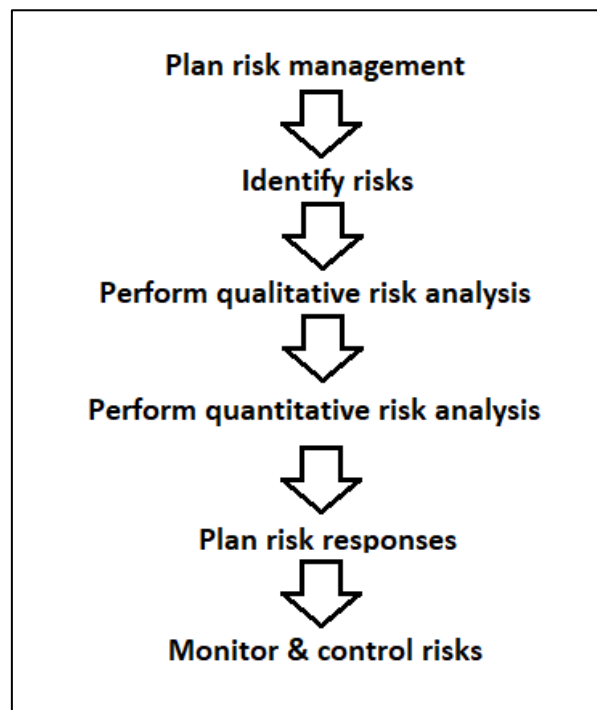 Plan risk management
Identify risks
Perform qualitative risk analysis
Perform quantitative risk analysis
Plan risk responses
Monitor & control risks